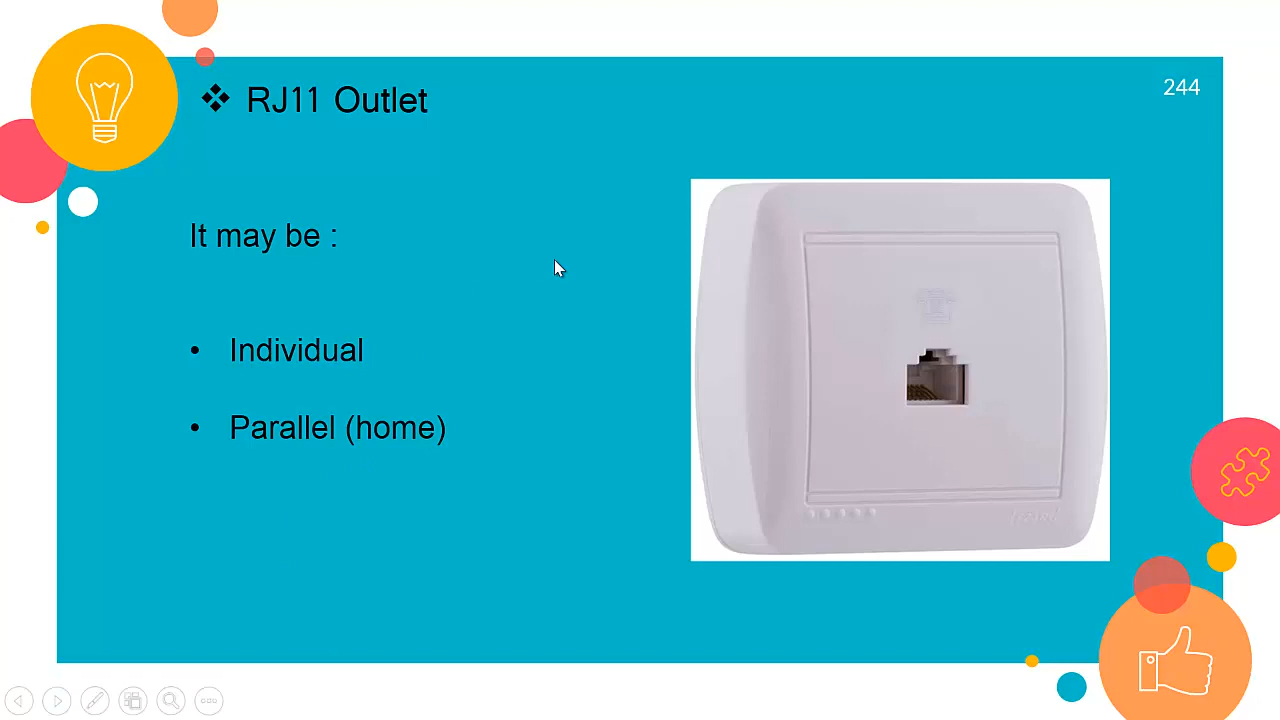 ❖ RJ11 Outlet
244
It may be :
• Individual
• Parallel (home)